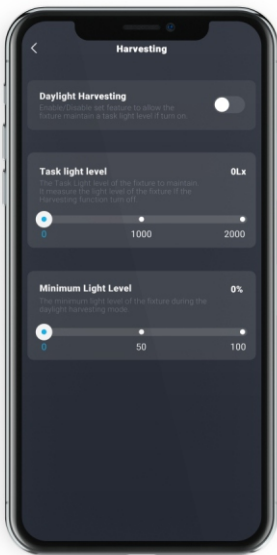 Harvesting
Daylight Harvesting
Enable/Disable set feature to allow the
fixture maintain a task light level if turn on
Task light level 0Lx
The Task Light level of the fixture to maintain.
It measure the light level of the fixture if the
Harvesting function turn off.
0 1000 2000
Minimum Light Level 0%
The minimum light level of the fixture during the
daylight harvesting mode.
0 50 100